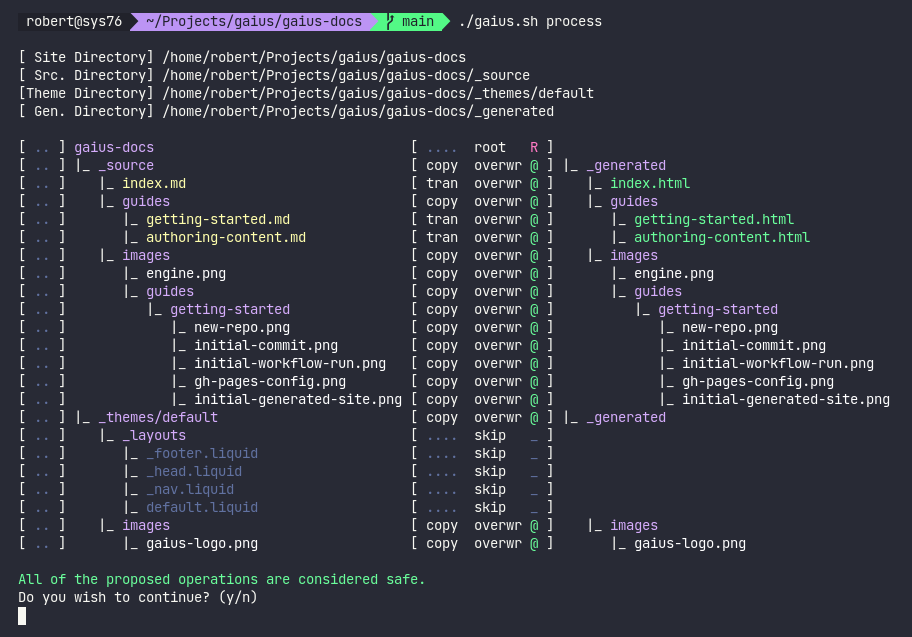 robert@sys76 ~/Projects/gaius/gaius-docs main ./gaius.sh process
[ Site Directory] /home/robert/Projects/gaius/gaius-docs
[ Src. Directory] /home/robert/Projects/gaius/gaius-docs/_source
[Theme Directory] /home/robert/Projects/gaius/gaius-docs/_themes/default
[ Gen. Directory] /home/robert/Projects/gaius/gaius-docs/_generated
[ .. ] gaius-docs                               [ ....  root   R ]
[ .. ] |_ _source                               [ copy  overwr @ ] |_ _generated
[ .. ]    |_ index.md                           [ tran  overwr @ ]    |_ index.html
[ .. ]    |_ guides                             [ copy  overwr @ ]    |_ guides
[ .. ]       |_ getting-started.md              [ tran  overwr @ ]       |_ getting-started.html
[ .. ]       |_ authoring-content.md            [ tran  overwr @ ]       |_ authoring-content.html
[ .. ]    |_ images                             [ copy  overwr @ ]    |_ images
[ .. ]       |_ engine.png                      [ copy  overwr @ ]       |_ engine.png
[ .. ]       |_ guides                          [ copy  overwr @ ]       |_ guides
[ .. ]          |_ getting-started              [ copy  overwr @ ]          |_ getting-started
[ .. ]             |_ new-repo.png              [ copy  overwr @ ]             |_ new-repo.png
[ .. ]             |_ initial-commit.png        [ copy  overwr @ ]             |_ initial-commit.png
[ .. ]             |_ initial-workflow-run.png  [ copy  overwr @ ]             |_ initial-workflow-run.png
[ .. ]             |_ gh-pages-config.png       [ copy  overwr @ ]             |_ gh-pages-config.png
[ .. ]             |_ initial-generated-site.png [ copy  overwr @ ]             |_ initial-generated-site.png
[ .. ] |_ _themes/default                       [ copy  overwr @ ] |_ _generated
[ .. ]    |_ _layouts                           [ ....  skip   _ ]
[ .. ]       |_ _footer.liquid                  [ ....  skip   _ ]
[ .. ]       |_ _head.liquid                    [ ....  skip   _ ]
[ .. ]       |_ _nav.liquid                     [ ....  skip   _ ]
[ .. ]       |_ default.liquid                  [ ....  skip   _ ]
[ .. ]    |_ images                             [ copy  overwr @ ]    |_ images
[ .. ]       |_ gaius-logo.png                  [ copy  overwr @ ]       |_ gaius-logo.png
All of the proposed operations are considered safe.
Do you wish to continue? (y/n)